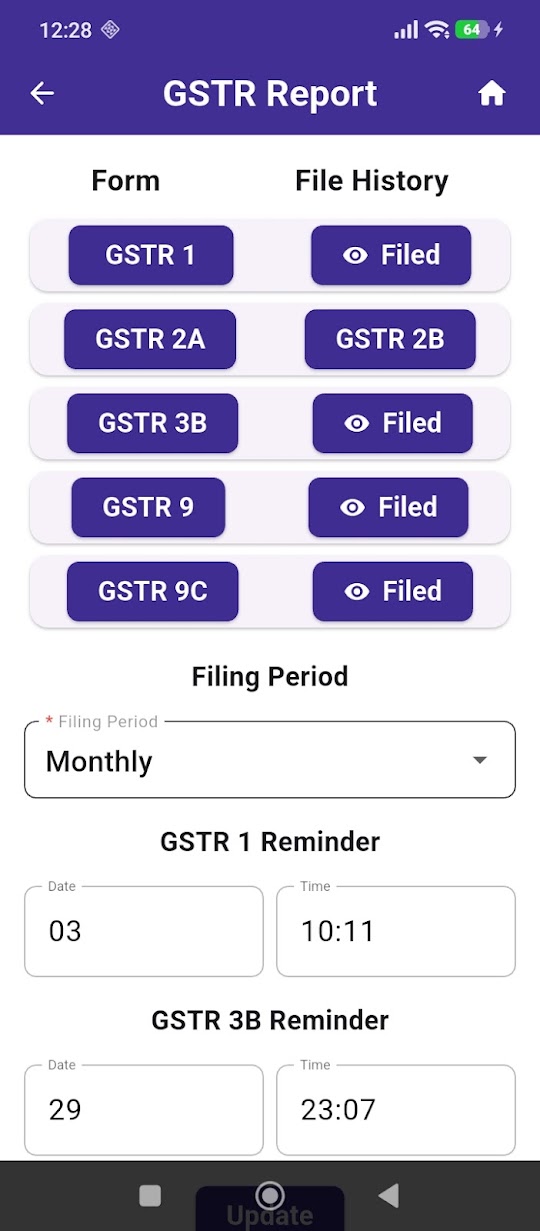 12:28
64
GSTR Report
Form File History
GSTR 1 Filed
GSTR 2A GSTR 2B
GSTR 3B Filed
GSTR 9 Filed
GSTR 9C Filed
Filing Period
* Filing Period
Monthly
GSTR 1 Reminder
Date Time
03 10:11
GSTR 3B Reminder
Date Time
29 23:07
Update